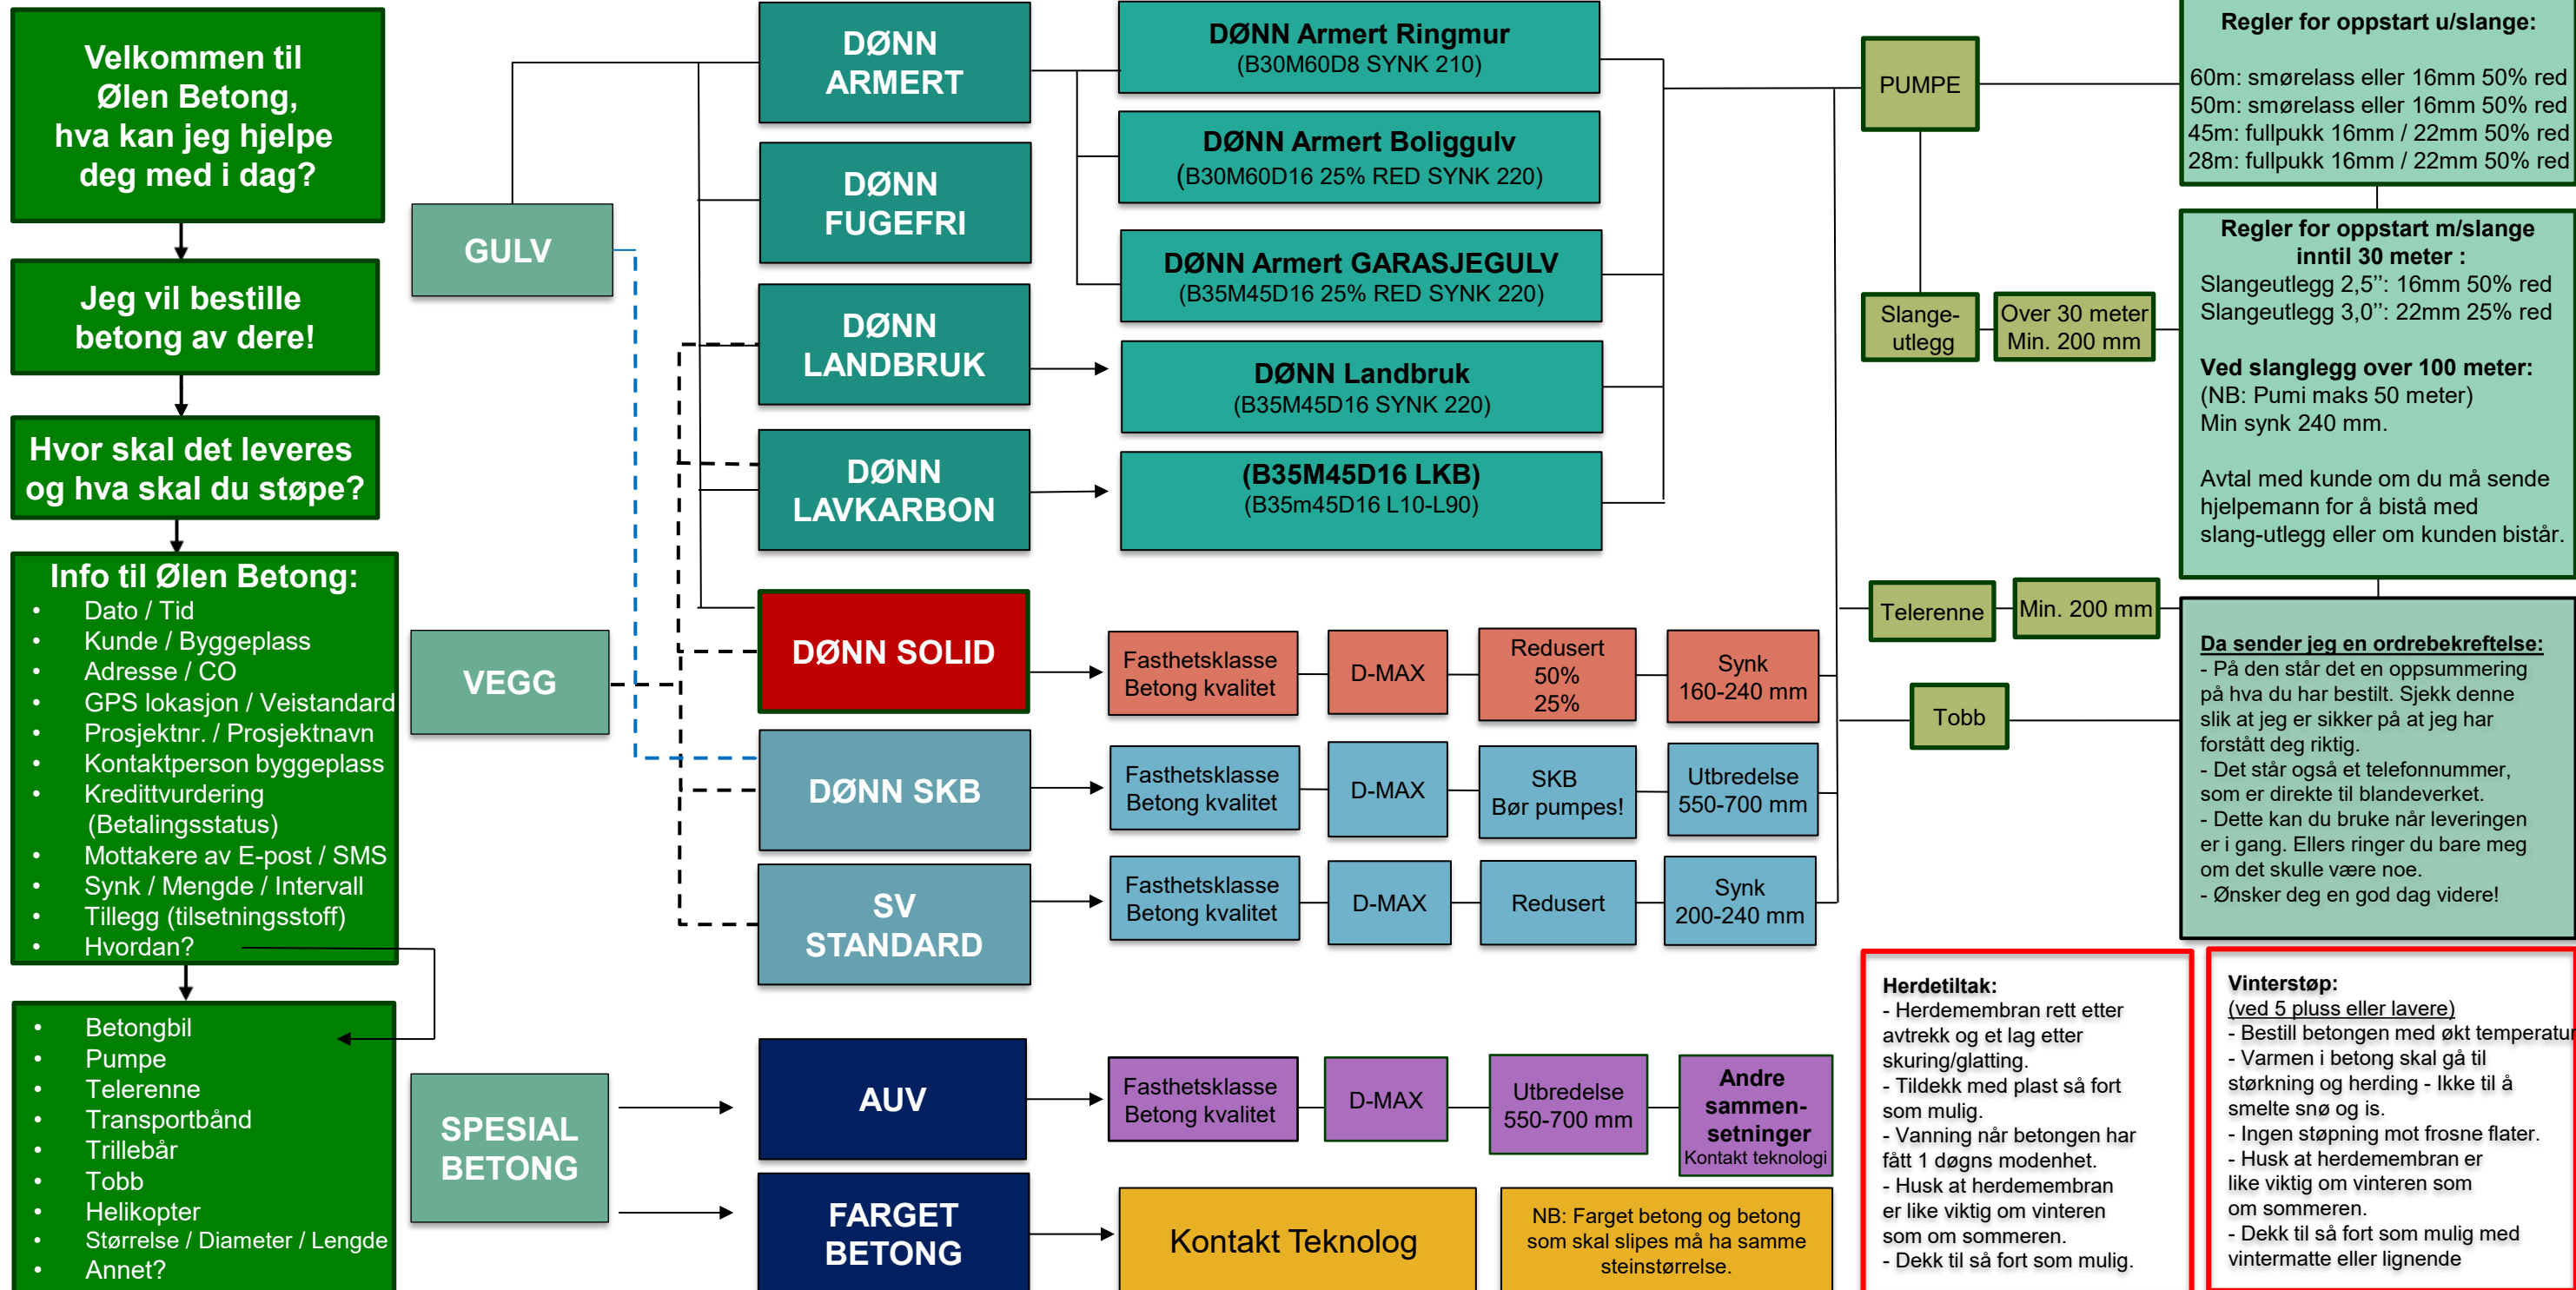 Velkommen til
Ølen Betong,
hva kan jeg hjelpe
deg med i dag?
Jeg vil bestille
betong av dere!
Hvor skal det leveres
og hva skal du støpe?
Info til Ølen Betong:
• Dato / Tid
• Kunde / Byggeplass
• Adresse / CO
• GPS lokasjon / Veistandard
• Prosjektnr. / Prosjektnavn
• Kontaktperson byggeplass
• Kredittvurdering
(Betalingsstatus)
• Mottakere av E-post / SMS
• Synk / Mengde / Intervall
• Tillegg (tilsetningsstoff)
• Hvordan?
• Betongbil
• Pumpe
• Telerenne
• Transportbånd
• Trillebår
• Tobb
• Helikopter
• Størrelse / Diameter / Lengde
• Annet?
GULV
VEGG
SPESIAL
BETONG
DØNN
ARMERT
DØNN
FUGEFRI
DØNN
LANDBRUK
DØNN
LAVKARBON
DØNN SOLID
DØNN SKB
SV
STANDARD
AUV
FARGET
BETONG
DØNN Armert Ringmur
(B30M60D8 SYNK 210)
DØNN Armert Boliggulv
(B30M60D16 25% RED SYNK 220)
DØNN Armert GARASJEGULV
(B35M45D16 25% RED SYNK 220)
DØNN Landbruk
(B35M45D16 SYNK 220)
(B35M45D16 LKB)
(B35m45D16 L10-L90)
Fasthetsklasse
Betong kvalitet
D-MAX
Redusert
50%
25%
Synk
160-240 mm
Fasthetsklasse
Betong kvalitet
D-MAX
SKB
Bør pumpes!
Utbredelse
550-700 mm
Fasthetsklasse
Betong kvalitet
D-MAX
Redusert
Synk
200-240 mm
Fasthetsklasse
Betong kvalitet
D-MAX
Utbredelse
550-700 mm
Andre
sammen-
setninger
Kontakt teknologi
Kontakt Teknolog
NB: Farget betong og betong
som skal slipes må ha samme
steinstørrelse.
PUMPE
Slange-
utlegg
Over 30 meter
Min. 200 mm
Telerenne
Min. 200 mm
Tobb
Regler for oppstart u/slange:
60m: smørelass eller 16mm 50% red
50m: smørelass eller 16mm 50% red
45m: fullpukk 16mm / 22mm 50% red
28m: fullpukk 16mm / 22mm 50% red
Regler for oppstart m/slange
inntil 30 meter :
Slangeutlegg 2,5’’: 16mm 50% red
Slangeutlegg 3,0’’: 22mm 25% red
Ved slanglegg over 100 meter:
(NB: Pumi maks 50 meter)
Min synk 240 mm.
Avtal med kunde om du må sende
hjelpemann for å bistå med
slang-utlegg eller om kunden bistår.
Da sender jeg en ordrebekreftelse:
- På den står det en oppsummering
på hva du har bestilt. Sjekk denne
slik at jeg er sikker på at jeg har
forstått deg riktig.
- Det står også et telefonnummer,
som er direkte til blandeverket.
- Dette kan du bruke når leveringen
er i gang. Ellers ringer du bare meg
om det skulle være noe.
- Ønsker deg en god dag videre!
Herdetiltak:
- Herdemembran rett etter
avtrekk og et lag etter
skuring/glatting.
- Tildekk med plast så fort
som mulig.
- Vanning når betongen har
fått 1 døgns modenhet.
- Husk at herdemembran
er like viktig om vinteren
som om sommeren.
- Dekk til så fort som mulig.
Vinterstøp:
(ved 5 pluss eller lavere)
- Bestill betongen med økt temperatur
- Varmen i betong skal gå til
størkning og herding - Ikke til å
smelte snø og is.
- Ingen støpning mot frosne flater.
- Husk at herdemembran er
like viktig om vinteren som
om sommeren.
- Dekk til så fort som mulig med
vintermatte eller lignende